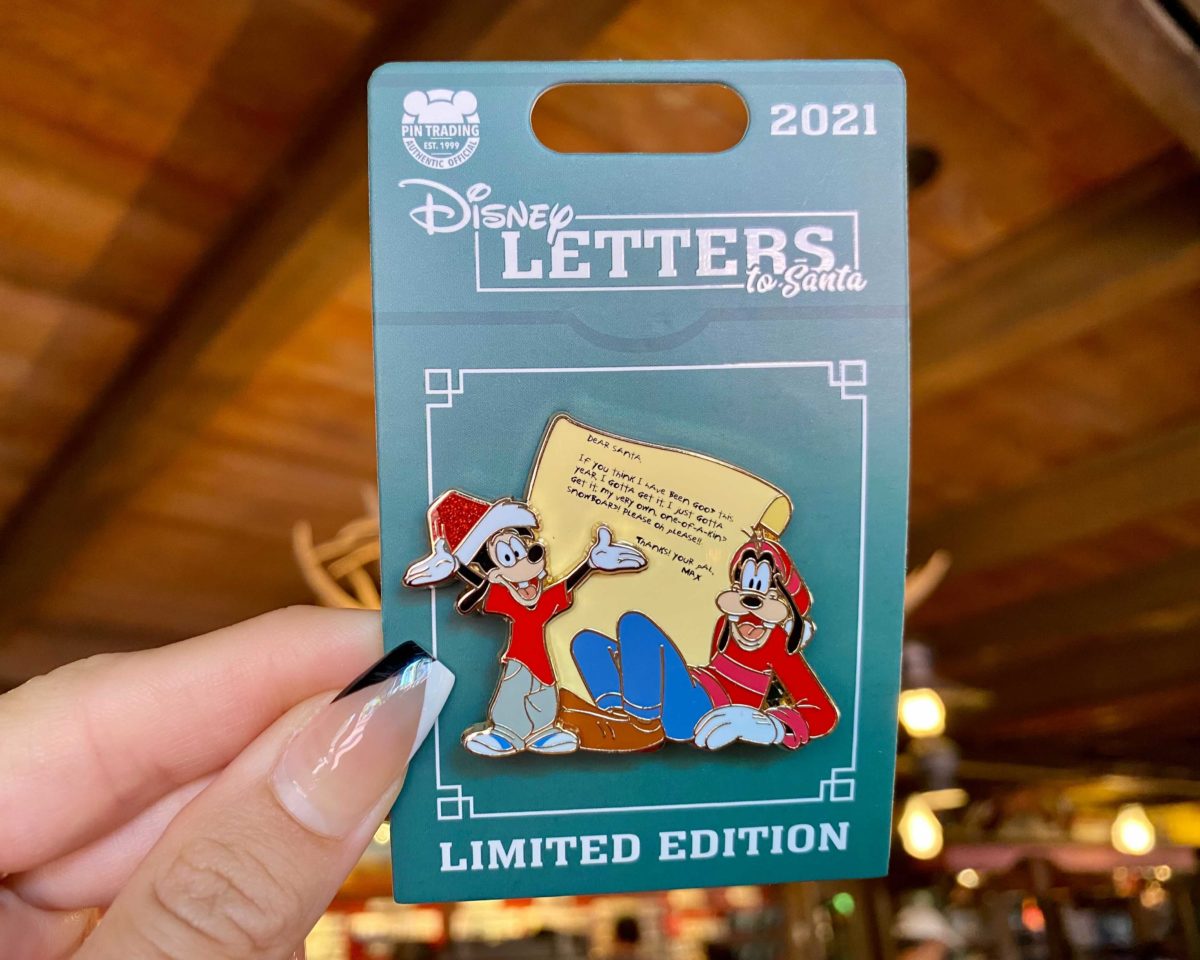 PIN TRADING
EST. 1999
AUTHENTIC OFFICIAL
2021
Disney
LETTERS
to Santa
DEAR SANTA,
IF YOU THINK I HAVE BEEN GOOD THIS
YEAR, I GOTTA GET IT, I JUST GOTTA
GET IT. MY VERY OWN, ONE-OF-A-KIND
SNOWBOARD! PLEASE OH PLEASE!!
THANKS! YOUR PAL,
MAX
LIMITED EDITION